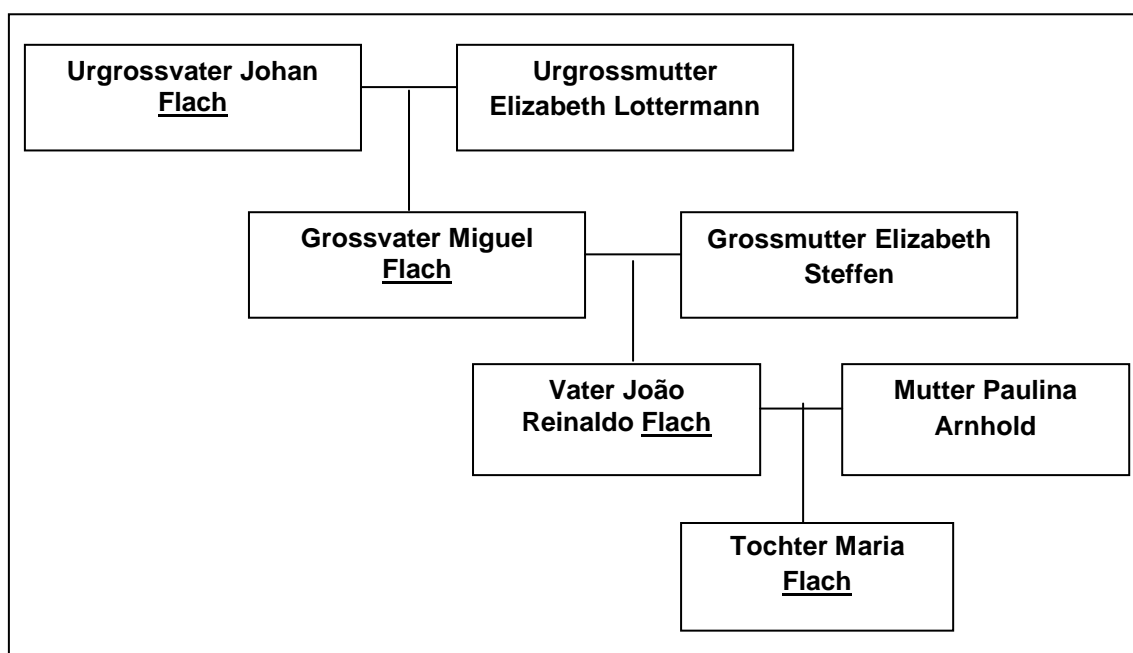 Urgrossvater Johan
Flach
Urgrossmutter
Elizabeth Lottermann
Grossvater Miguel
Flach
Grossmutter Elizabeth
Steffen
Vater João
Reinaldo Flach
Mutter Paulina
Arnhold
Tochter Maria
Flach